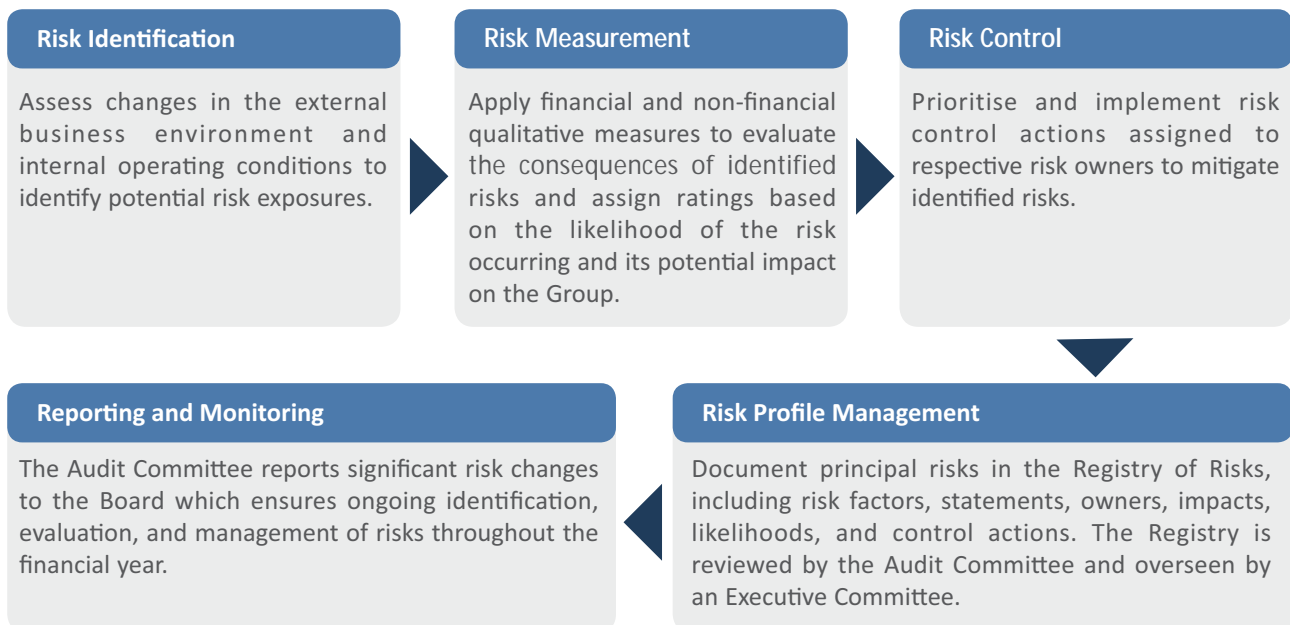 Risk Identification
Assess changes in the external
business environment and
internal operating conditions to
identify potential risk exposures.
Risk Measurement
Apply financial and non-financial
qualitative measures to evaluate
the consequences of identified
risks and assign ratings based
on the likelihood of the risk
occurring and its potential impact
on the Group.
Risk Control
Prioritise and implement risk
control actions assigned to
respective risk owners to mitigate
identified risks.
Risk Profile Management
Document principal risks in the Registry of Risks,
including risk factors, statements, owners, impacts,
likelihoods, and control actions. The Registry is
reviewed by the Audit Committee and overseen by
an Executive Committee.
Reporting and Monitoring
The Audit Committee reports significant risk changes
to the Board which ensures ongoing identification,
evaluation, and management of risks throughout the
financial year.